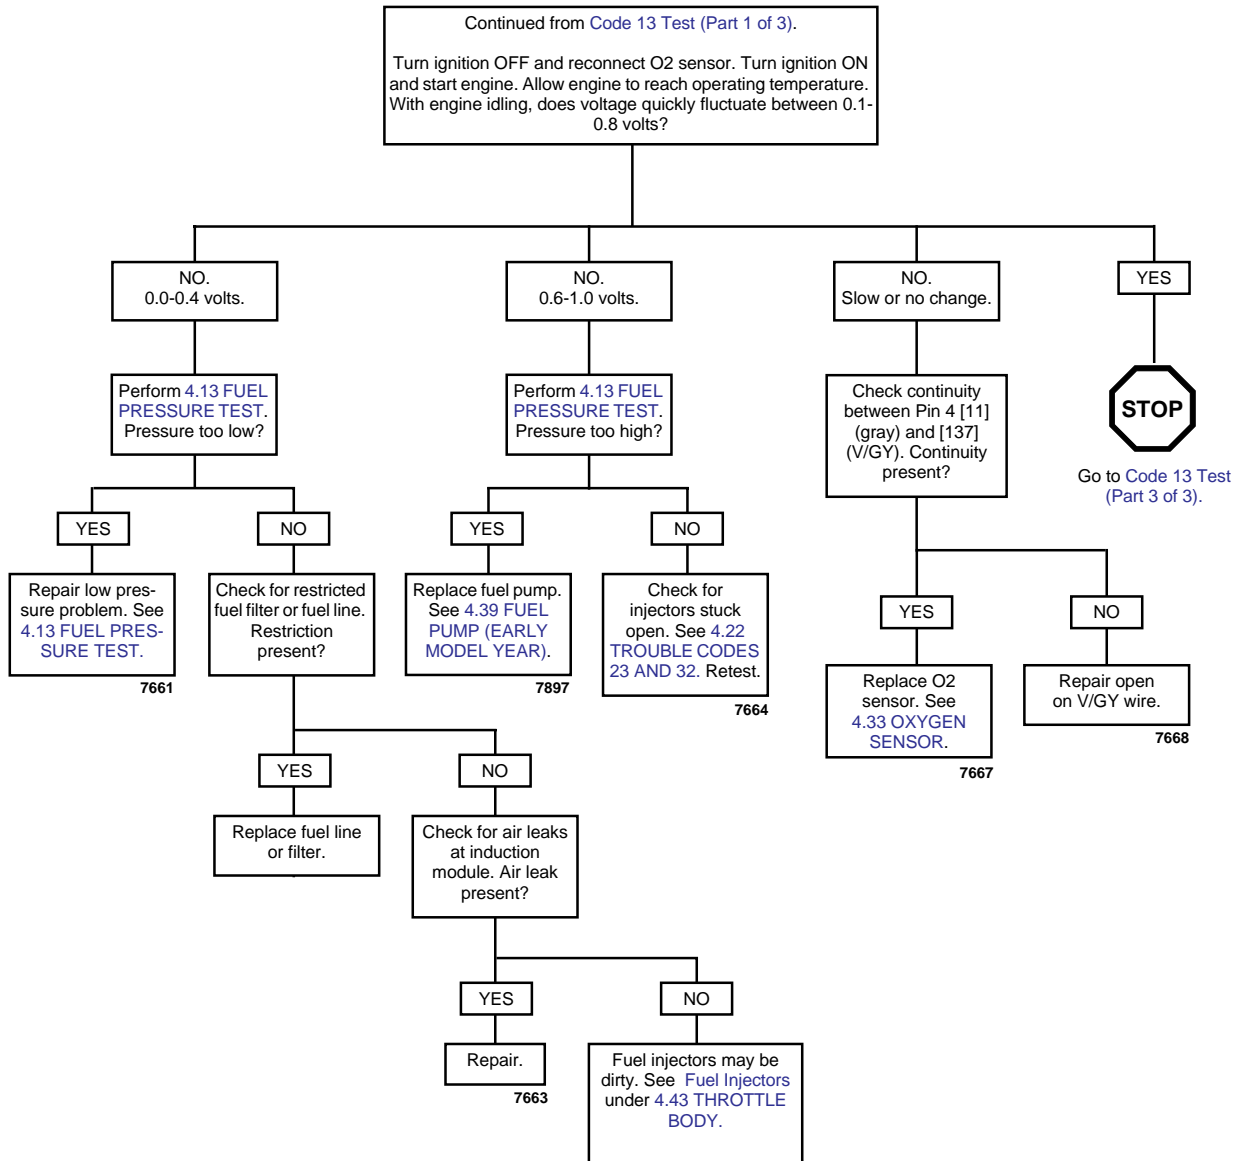 Continued from Code 13 Test (Part 1 of 3).
Turn ignition OFF and reconnect O2 sensor. Turn ignition ON
and start engine. Allow engine to reach operating temperature.
With engine idling, does voltage quickly fluctuate between 0.1-
0.8 volts?
NO.
0.0-0.4 volts.
NO.
0.6-1.0 volts.
NO.
Slow or no change.
YES
Perform 4.13 FUEL
PRESSURE TEST.
Pressure too low?
Perform 4.13 FUEL
PRESSURE TEST.
Pressure too high?
Check continuity
between Pin 4 [11]
(gray) and [137]
(V/GY). Continuity
present?
STOP
Go to Code 13 Test
(Part 3 of 3).
YES
NO
YES
NO
Repair low pres-
sure problem. See
4.13 FUEL PRES-
SURE TEST.
7661
Check for restricted
fuel filter or fuel line.
Restriction
present?
Replace fuel pump.
See 4.39 FUEL
PUMP (EARLY
MODEL YEAR).
7897
Check for
injectors stuck
open. See 4.22
TROUBLE CODES
23 AND 32. Retest.
7664
YES
NO
Replace O2
sensor. See
4.33 OXYGEN
SENSOR.
7667
Repair open
on V/GY wire.
7668
YES
NO
Replace fuel line
or filter.
Check for air leaks
at induction
module. Air leak
present?
YES
NO
Repair.
7663
Fuel injectors may be
dirty. See Fuel Injectors
under 4.43 THROTTLE
BODY.